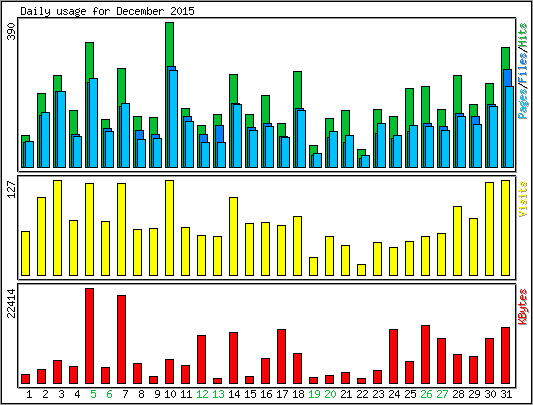 Daily usage for December 2015
390
Pages/Files/Hits
127
Visits
22414
KBytes
1 2 3 4 5 6 7 8 9 10 11 12 13 14 15 16 17 18 19 20 21 22 23 24 25 26 27 28 29 30 31